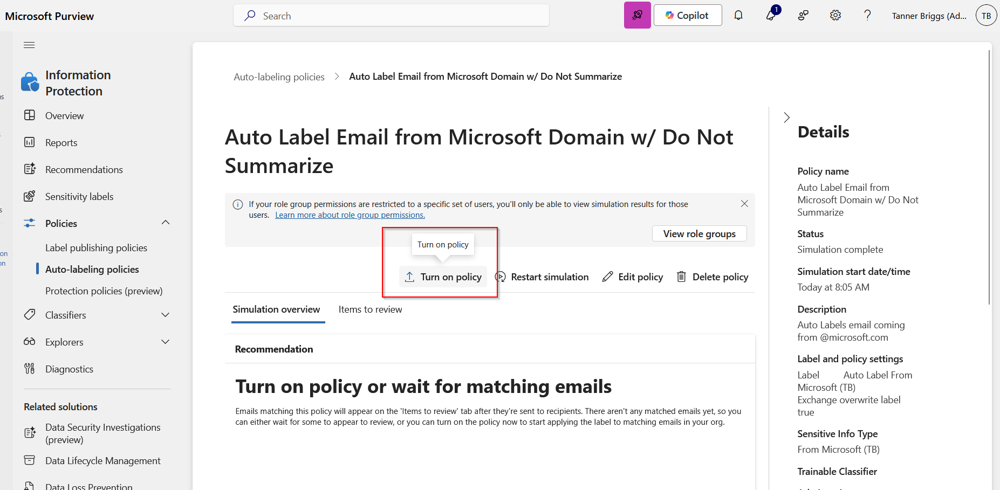 Microsoft Purview
Search
Copilot
1
Tanner Briggs (Ad...
TB
Information
Protection
Overview
Reports
Recommendations
Sensitivity labels
Policies
Label publishing policies
Auto-labeling policies
Protection policies (preview)
Classifiers
Explorers
Diagnostics
Related solutions
Data Security Investigations
(preview)
Data Lifecycle Management
Data Loss Prevention
Auto-labeling policies
Auto Label Email from Microsoft Domain w/ Do Not Summarize
Auto Label Email from Microsoft Domain w/ Do Not
Summarize
If your role group permissions are restricted to a specific set of users, you'll only be able to view simulation results for those
users. Learn more about role group permissions.
View role groups
Turn on policy
Turn on policy
Restart simulation
Edit policy
Delete policy
Simulation overview
Items to review
Recommendation
Turn on policy or wait for matching emails
Emails matching this policy will appear on the 'Items to review' tab after they're sent to recipients. There aren't any matched emails yet, so you
can either wait for some to appear to review, or you can turn on the policy now to start applying the label to matching emails in your org.
Details
Policy name
Auto Label Email from
Microsoft Domain w/ Do Not
Summarize
Status
Simulation complete
Simulation start date/time
Today at 8:05 AM
Description
Auto Labels email coming
from @microsoft.com
Label and policy settings
Label Auto Label From
Microsoft (TB)
Exchange overwrite label
true
Sensitive Info Type
From Microsoft (TB)
Trainable Classifier